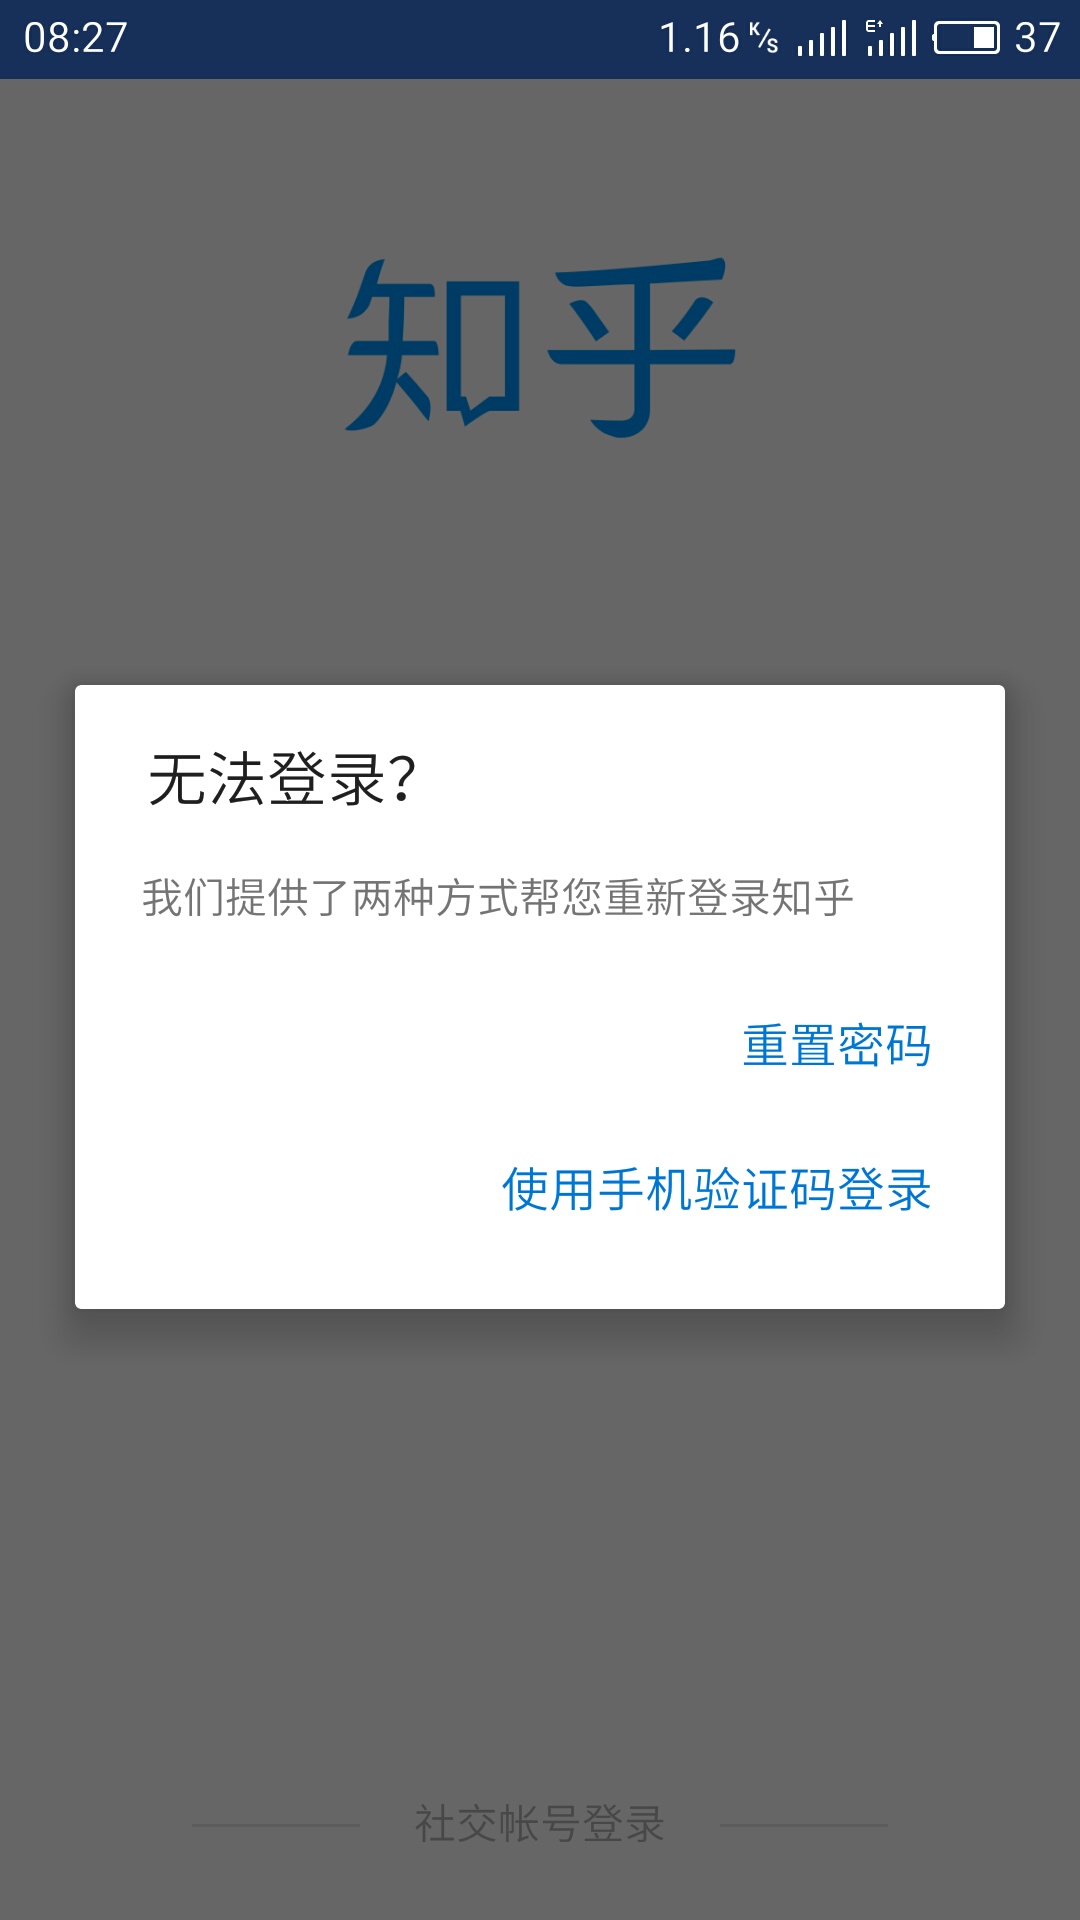 08:27 1.16 K/s E 37
知乎
无法登录？
我们提供了两种方式帮您重新登录知乎
重置密码
使用手机验证码登录
社交帐号登录